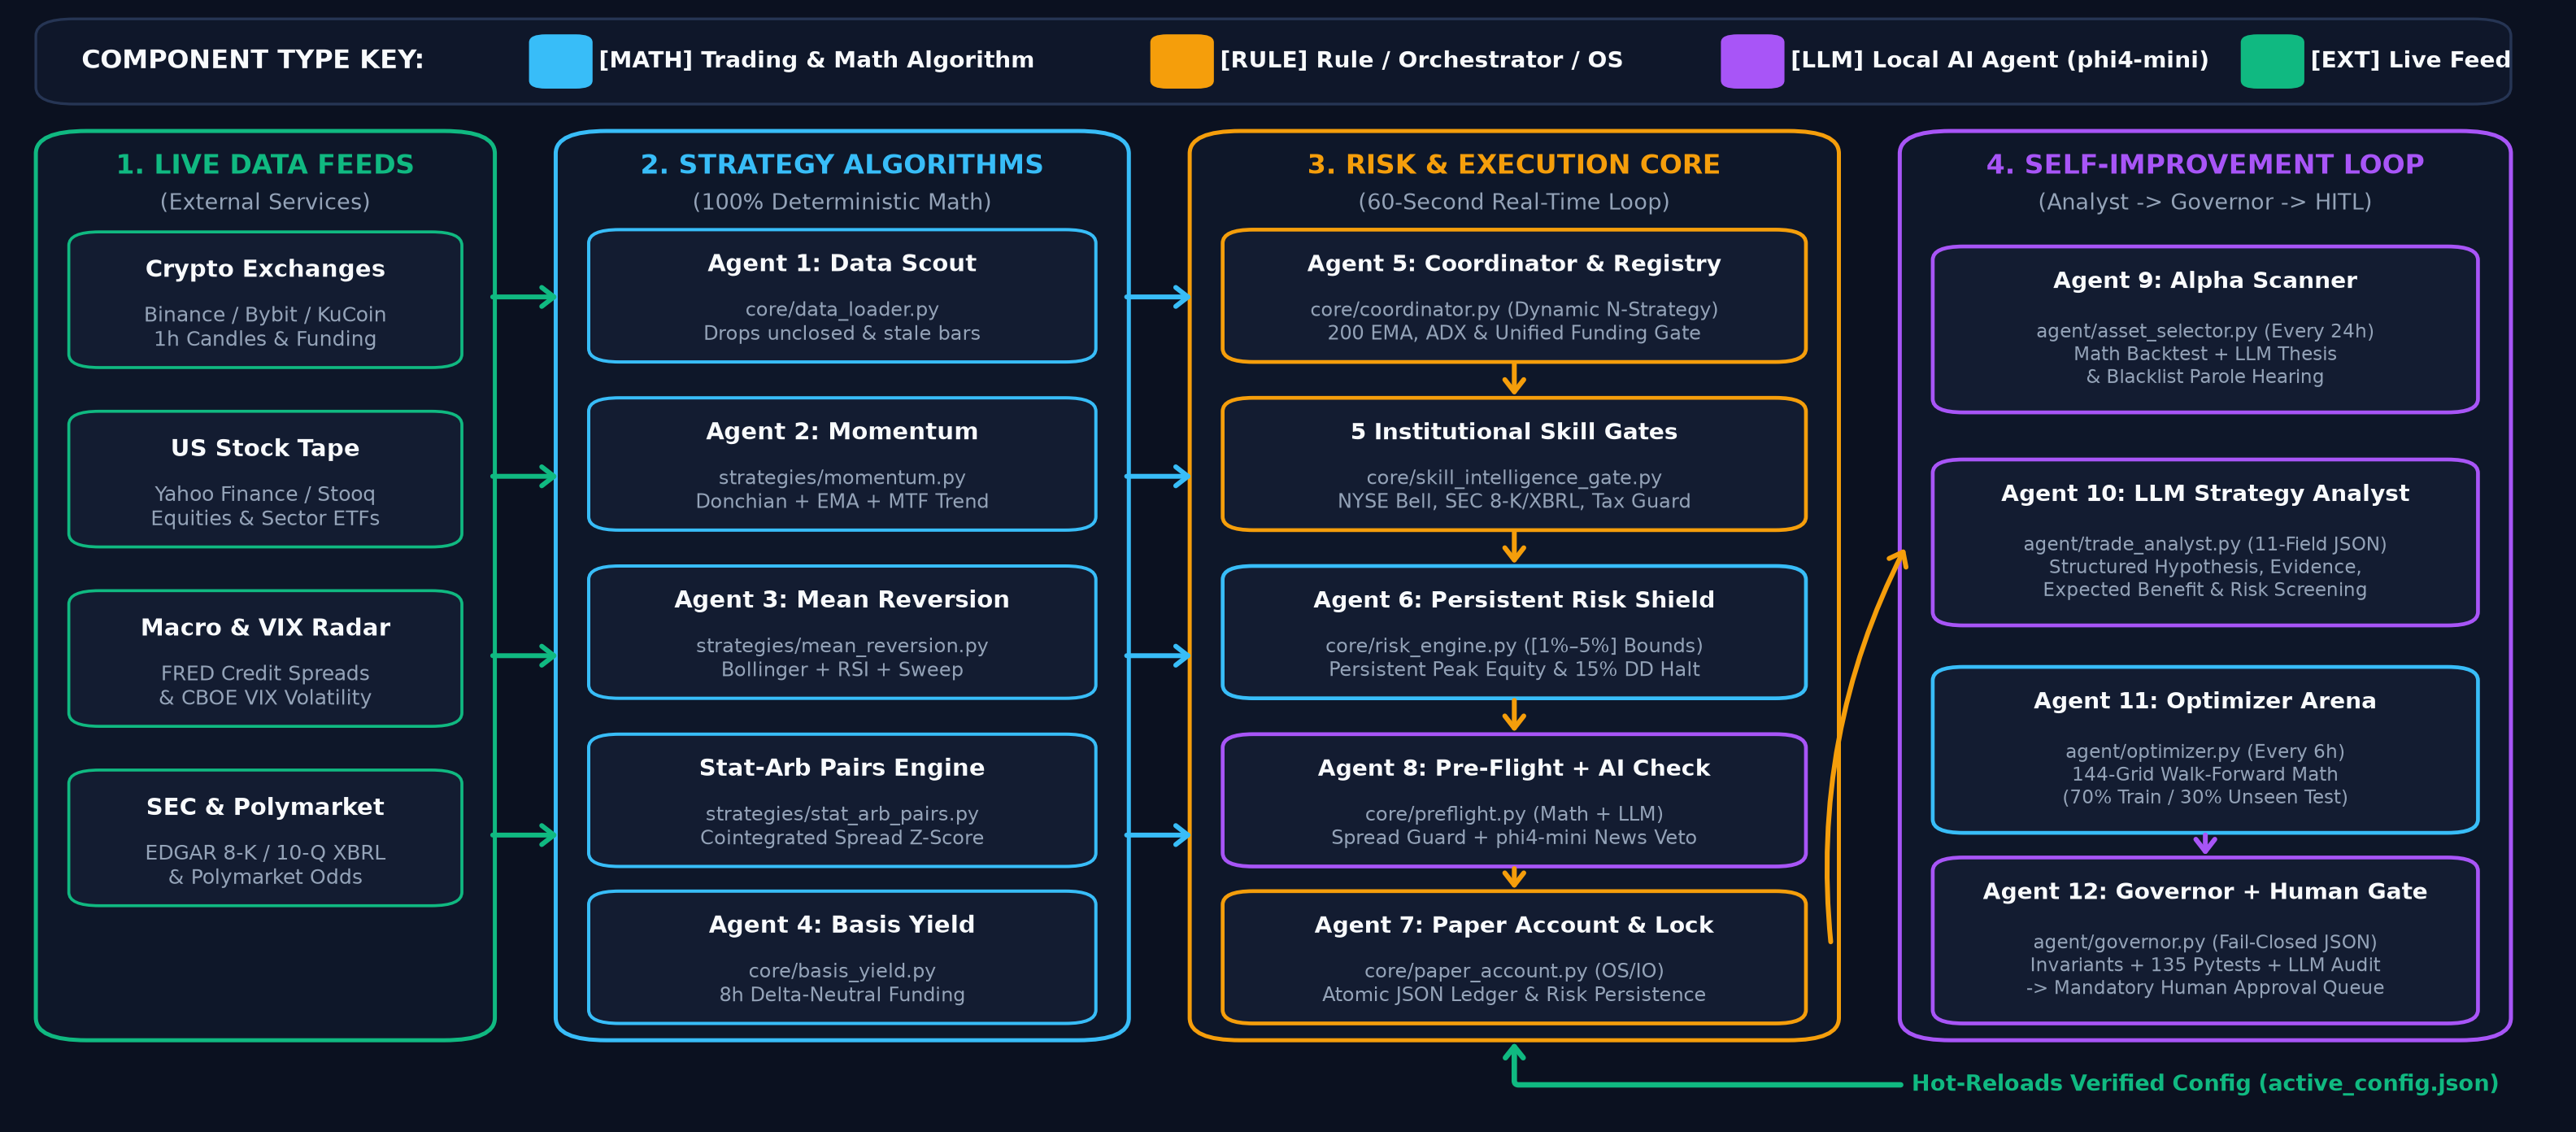 COMPONENT TYPE KEY:
[MATH] Trading & Math Algorithm
[RULE] Rule / Orchestrator / OS
[LLM] Local AI Agent (phi4-mini)
[EXT] Live Feed
1. LIVE DATA FEEDS
(External Services)
Crypto Exchanges
Binance / Bybit / KuCoin
1h Candles & Funding
US Stock Tape
Yahoo Finance / Stooq
Equities & Sector ETFs
Macro & VIX Radar
FRED Credit Spreads
& CBOE VIX Volatility
SEC & Polymarket
EDGAR 8-K / 10-Q XBRL
& Polymarket Odds
2. STRATEGY ALGORITHMS
(100% Deterministic Math)
Agent 1: Data Scout
core/data_loader.py
Drops unclosed & stale bars
Agent 2: Momentum
strategies/momentum.py
Donchian + EMA + MTF Trend
Agent 3: Mean Reversion
strategies/mean_reversion.py
Bollinger + RSI + Sweep
Stat-Arb Pairs Engine
strategies/stat_arb_pairs.py
Cointegrated Spread Z-Score
Agent 4: Basis Yield
core/basis_yield.py
8h Delta-Neutral Funding
3. RISK & EXECUTION CORE
(60-Second Real-Time Loop)
Agent 5: Coordinator & Registry
core/coordinator.py (Dynamic N-Strategy)
200 EMA, ADX & Unified Funding Gate
5 Institutional Skill Gates
core/skill_intelligence_gate.py
NYSE Bell, SEC 8-K/XBRL, Tax Guard
Agent 6: Persistent Risk Shield
core/risk_engine.py ([1%–5%] Bounds)
Persistent Peak Equity & 15% DD Halt
Agent 8: Pre-Flight + AI Check
core/preflight.py (Math + LLM)
Spread Guard + phi4-mini News Veto
Agent 7: Paper Account & Lock
core/paper_account.py (OS/IO)
Atomic JSON Ledger & Risk Persistence
4. SELF-IMPROVEMENT LOOP
(Analyst -> Governor -> HITL)
Agent 9: Alpha Scanner
agent/asset_selector.py (Every 24h)
Math Backtest + LLM Thesis
& Blacklist Parole Hearing
Agent 10: LLM Strategy Analyst
agent/trade_analyst.py (11-Field JSON)
Structured Hypothesis, Evidence,
Expected Benefit & Risk Screening
Agent 11: Optimizer Arena
agent/optimizer.py (Every 6h)
144-Grid Walk-Forward Math
(70% Train / 30% Unseen Test)
Agent 12: Governor + Human Gate
agent/governor.py (Fail-Closed JSON)
Invariants + 135 Pytests + LLM Audit
-> Mandatory Human Approval Queue
Hot-Reloads Verified Config (active_config.json)